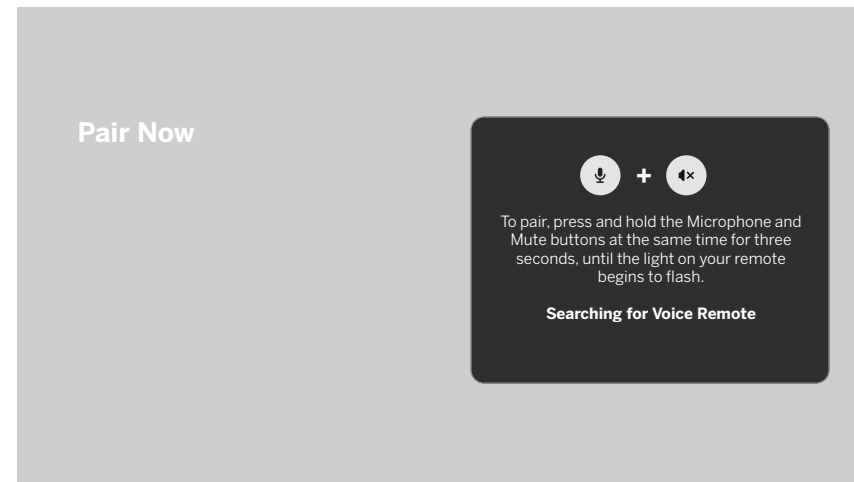 Pair Now
+
To pair, press and hold the Microphone and
Mute buttons at the same time for three
seconds, until the light on your remote
begins to flash.
Searching for Voice Remote